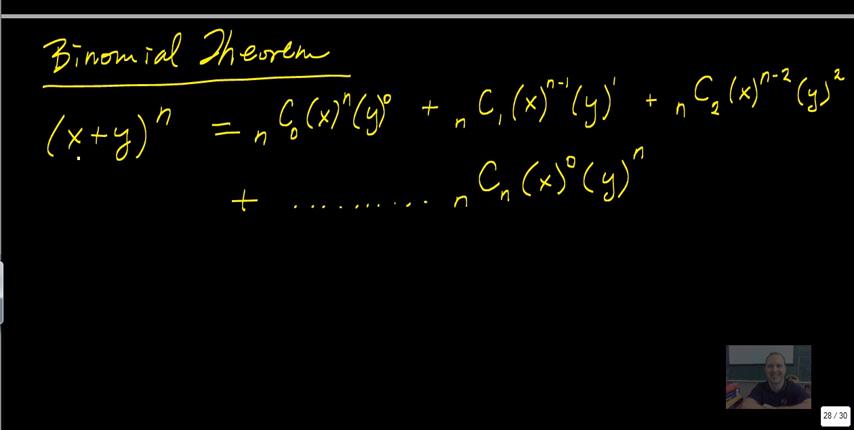 Binomial Theorem
(x+y)^n = nC₀(x)^n(y)^0 + nC₁(x)^n-1(y)^1 + nC₂(x)^n-2(y)^2
+ .......... nCₙ(x)^0(y)^n
28 / 30